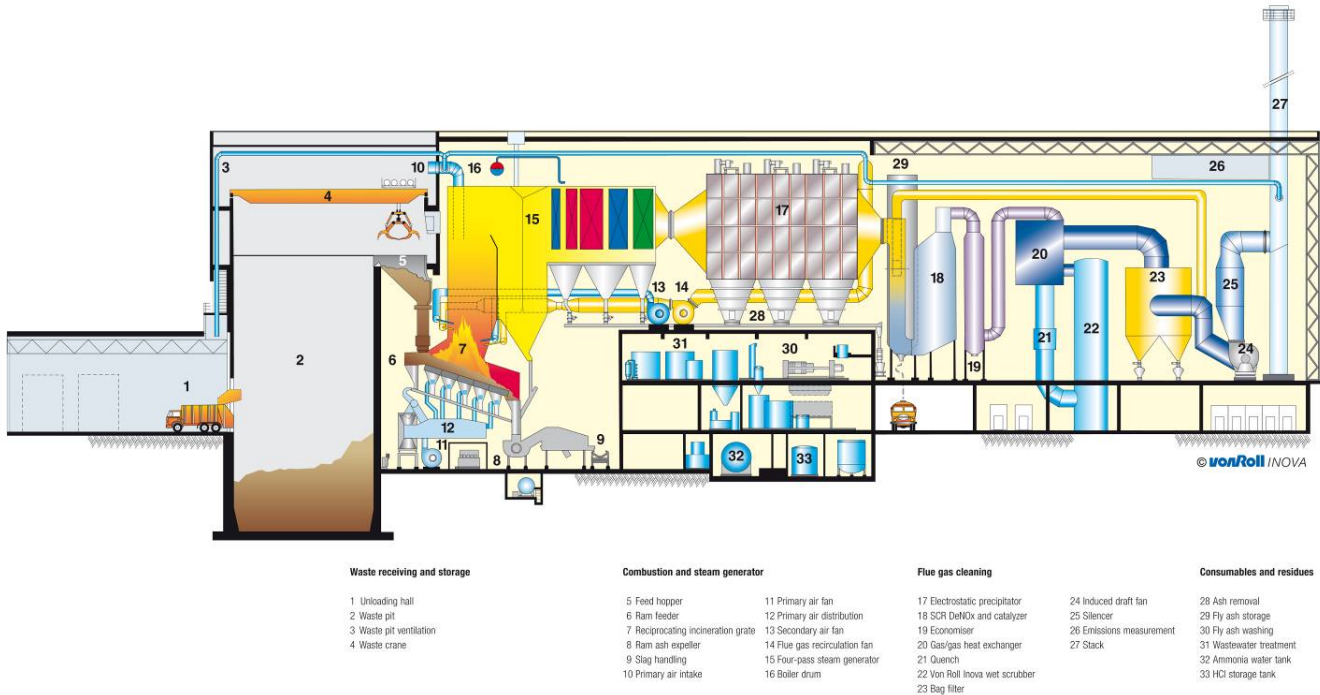 27
3
10
16
29
26
4
15
17
5
20
18
23
25
13
14
28
7
22
2
6
31
30
21
24
1
19
12
11
9
8
32
33
© vonRoll INOVA
Waste receiving and storage
1 Unloading hall
2 Waste pit
3 Waste pit ventilation
4 Waste crane
Combustion and steam generator
5 Feed hopper
6 Ram feeder
7 Reciprocating incineration grate
8 Ram ash expeller
9 Slag handling
10 Primary air intake
11 Primary air fan
12 Primary air distribution
13 Secondary air fan
14 Flue gas recirculation fan
15 Four-pass steam generator
16 Boiler drum
Flue gas cleaning
17 Electrostatic precipitator
18 SCR DeNOx and catalyzer
19 Economiser
20 Gas/gas heat exchanger
21 Quench
22 Von Roll Inova wet scrubber
23 Bag filter
24 Induced draft fan
25 Silencer
26 Emissions measurement
27 Stack
Consumables and residues
28 Ash removal
29 Fly ash storage
30 Fly ash washing
31 Wastewater treatment
32 Ammonia water tank
33 HCl storage tank